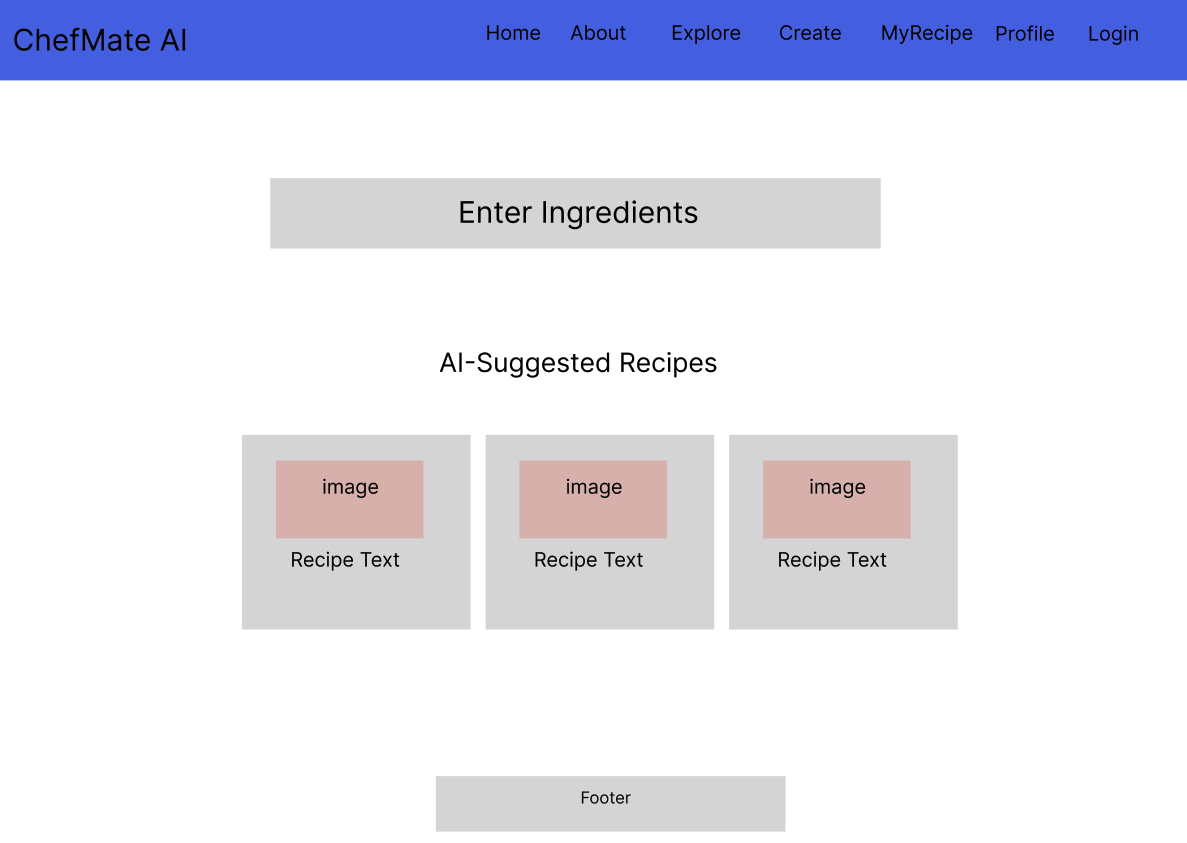 ChefMate AI
Home About Explore Create MyRecipe Profile Login
Enter Ingredients
AI-Suggested Recipes
image image image
Recipe Text Recipe Text Recipe Text
Footer